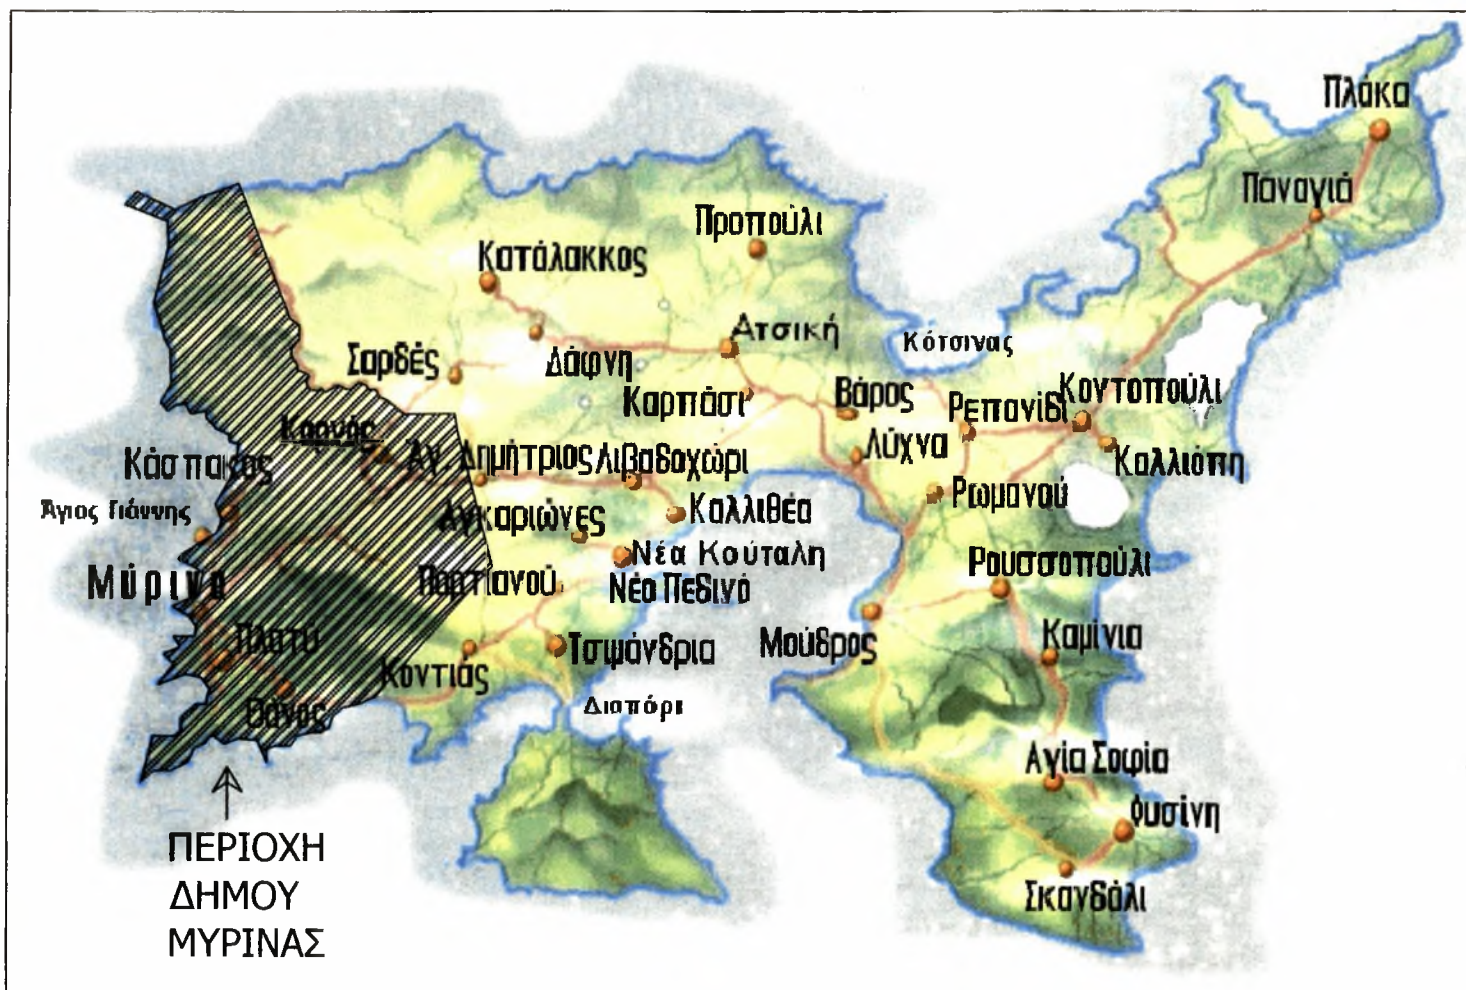 Πλάκα
Παναγιά
Προπούλι
Κατάλακκος
Ατσική
Κότσινας
Δάφνη
Σαρδές
Καρπάσι
Βάρος
Ρεπανίδι
Κοντοπούλι
Κορνός
Λύχνα
Καλλιόπη
Κάσπακας
Αγ. Δημήτριος
Λιβαδοχώρι
Ρωμανού
Άγιος Γιάννης
Αγκαριώνες
Καλλιθέα
Νέα Κούταλη
Ρουσσοπούλι
Μύρινα
Πορτιανού
Νέο Πεδινό
Πλατύ
Κοντιάς
Τσιμάνδρια
Μούδρος
Καμίνια
Θάνος
Διαπόρι
Αγία Σοφία
Φυσίνη
Σκανδάλι
ΠΕΡΙΟΧΗ
ΔΗΜΟΥ
ΜΥΡΙΝΑΣ